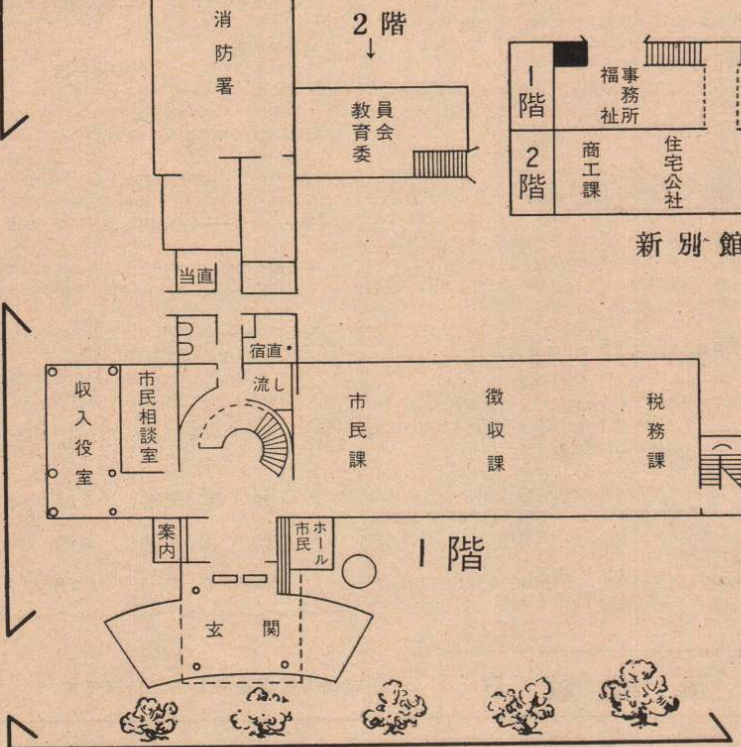 消防署
2階
↓
教育委
員会
1階
福祉
事務所
2階
商工課
住宅公社
新別館
当直
宿直
流し
収入役室
市民相談室
市民課
徴収課
税務課
案内
市民
ホール
1階
玄関